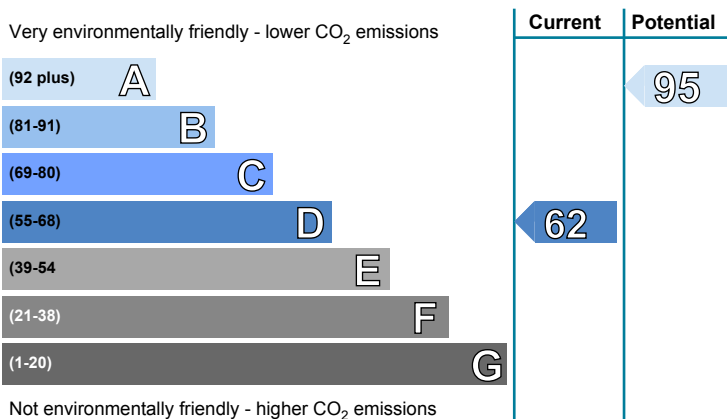 Current Potential
Very environmentally friendly - lower CO2 emissions
(92 plus) A 95
(81-91) B
(69-80) C
(55-68) D 62
(39-54 E
(21-38) F
(1-20) G
Not environmentally friendly - higher CO2 emissions